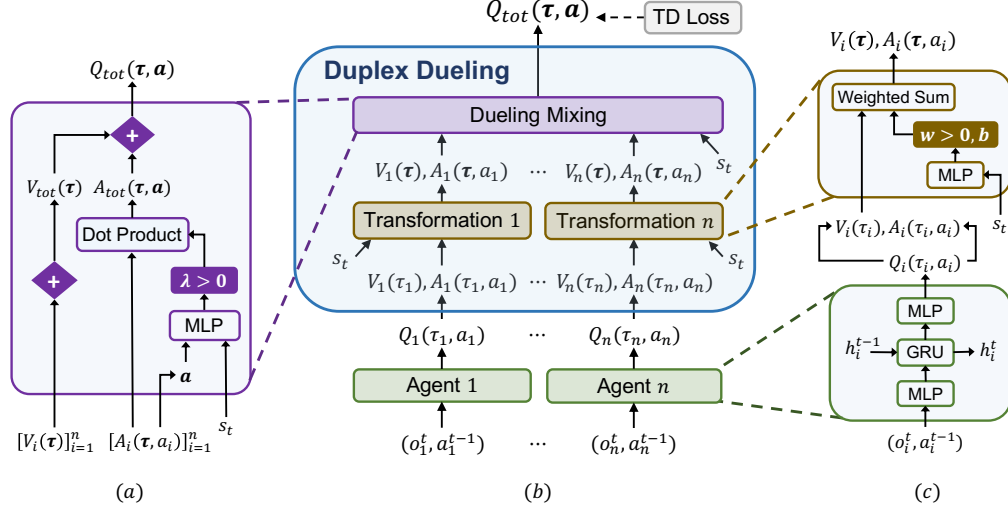 Q_tot(τ, a)
+
V_tot(τ)
A_tot(τ, a)
Dot Product
λ > 0
+
MLP
a
s_t
[V_i(τ)]_{i=1}^n
[A_i(τ, a_i)]_{i=1}^n
(a)
Q_tot(τ, a)
TD Loss
Duplex Dueling
Dueling Mixing
s_t
V_1(τ), A_1(τ, a_1) ⋯ V_n(τ), A_n(τ, a_n)
Transformation 1
Transformation n
s_t
s_t
V_1(τ_1), A_1(τ_1, a_1) ⋯ V_n(τ_n), A_n(τ_n, a_n)
Q_1(τ_1, a_1) ⋯ Q_n(τ_n, a_n)
Agent 1
Agent n
(o_1^t, a_1^{t-1}) ⋯ (o_n^t, a_n^{t-1})
(b)
V_i(τ), A_i(τ, a_i)
Weighted Sum
w > 0, b
MLP
s_t
V_i(τ_i), A_i(τ_i, a_i)
Q_i(τ_i, a_i)
MLP
h_i^{t-1}
GRU
h_i^t
MLP
(o_i^t, a_i^{t-1})
(c)